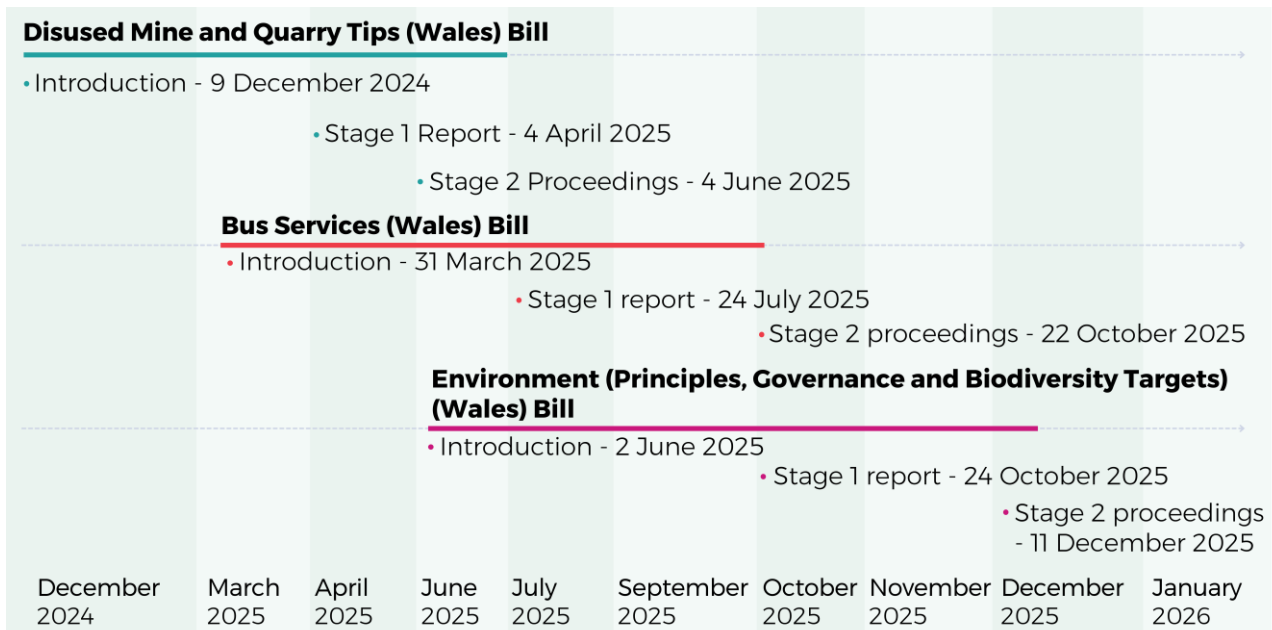 Disused Mine and Quarry Tips (Wales) Bill
Introduction - 9 December 2024
Stage 1 Report - 4 April 2025
Stage 2 Proceedings - 4 June 2025
Bus Services (Wales) Bill
Introduction - 31 March 2025
Stage 1 report - 24 July 2025
Stage 2 proceedings - 22 October 2025
Environment (Principles, Governance and Biodiversity Targets)
(Wales) Bill
Introduction - 2 June 2025
Stage 1 report - 24 October 2025
Stage 2 proceedings
- 11 December 2025
December March April June July September October November December January
2024 2025 2025 2025 2025 2025 2025 2025 2025 2026